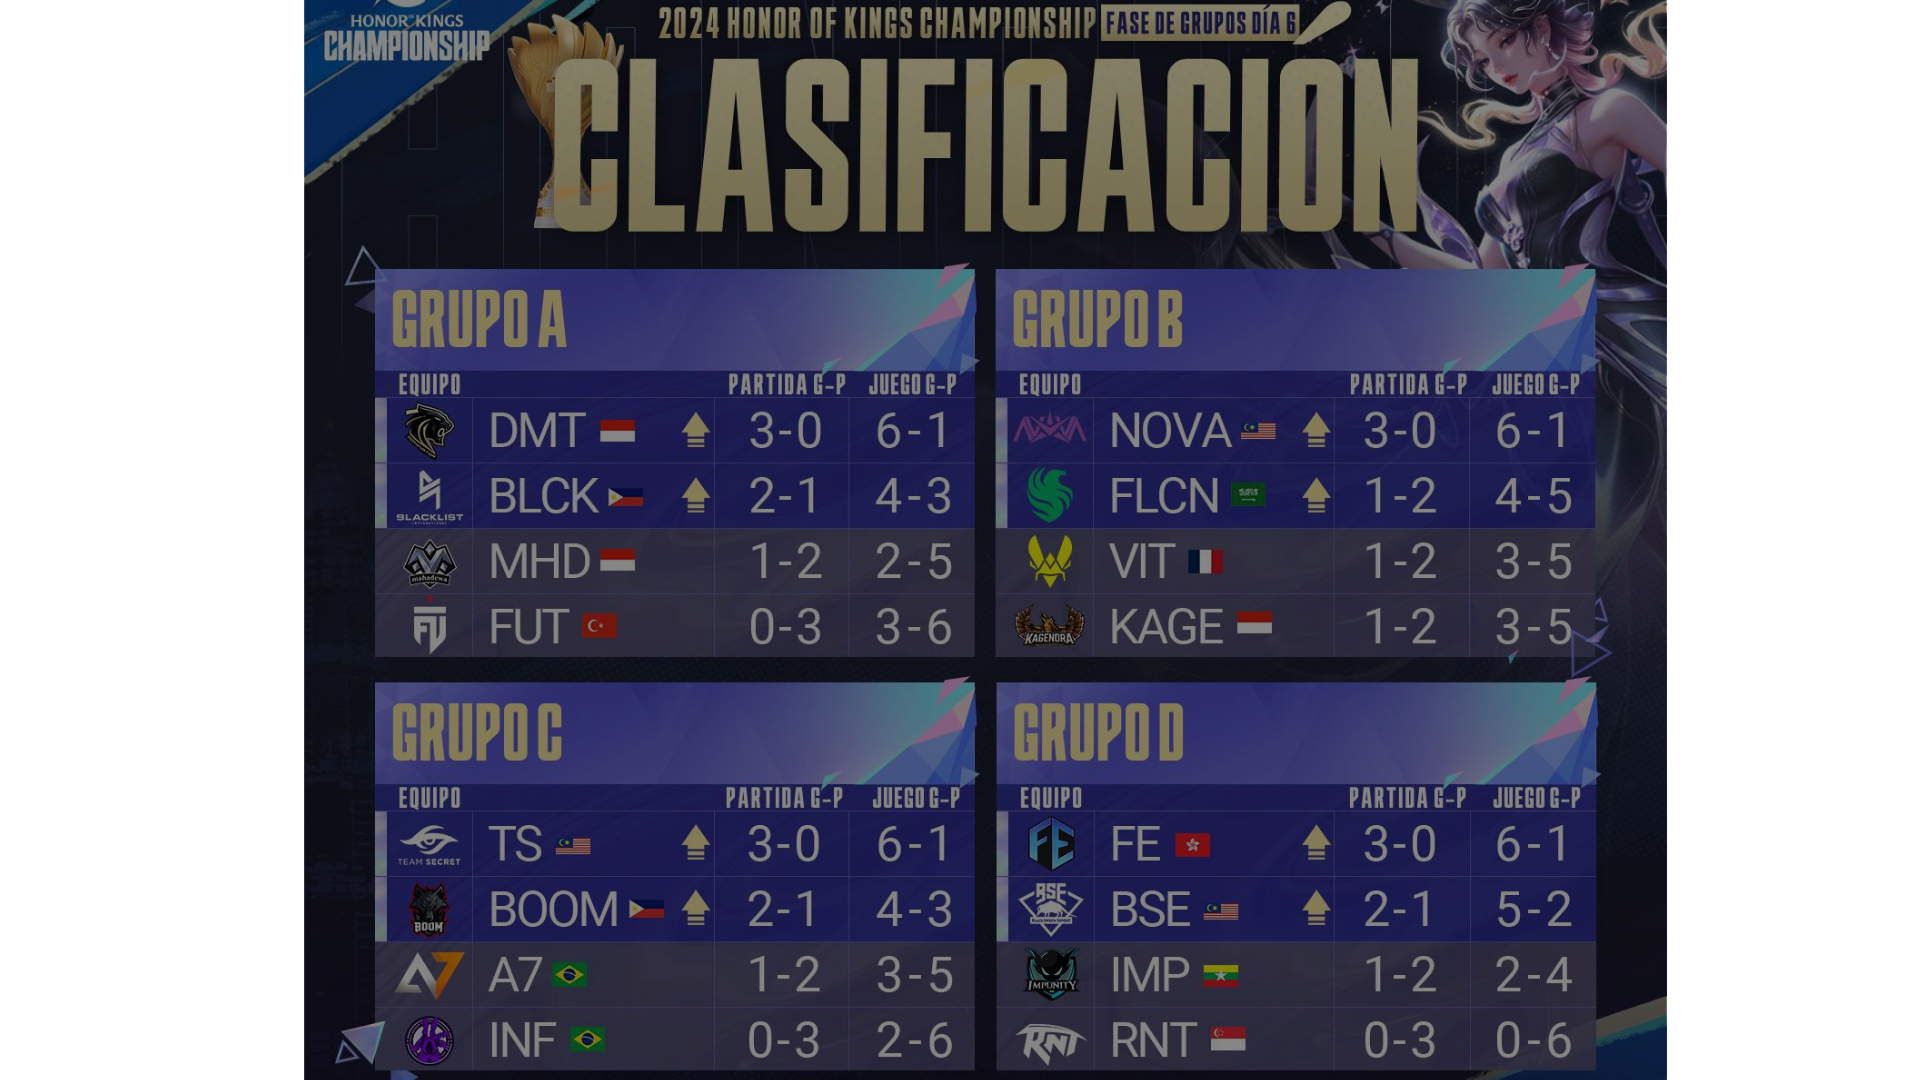 HONOR OF KINGS
CHAMPIONSHIP
2024 HONOR OF KINGS CHAMPIONSHIP FASE DE GRUPOS DÍA 6
CLASIFICACIÓN
GRUPO A
EQUIPO PARTIDA G-P JUEGO G-P
DMT 3-0 6-1
BLACKLIST
INTERNATIONAL
BLCK 2-1 4-3
mahadewa
MHD 1-2 2-5
FUT 0-3 3-6
GRUPO B
EQUIPO PARTIDA G-P JUEGO G-P
NOVA 3-0 6-1
FLCN 1-2 4-5
VIT 1-2 3-5
KAGENDRA
KAGE 1-2 3-5
GRUPO C
EQUIPO PARTIDA G-P JUEGO G-P
TEAM SECRET
TS 3-0 6-1
BOOM
BOOM 2-1 4-3
A7
A7 1-2 3-5
INF 0-3 2-6
GRUPO D
EQUIPO PARTIDA G-P JUEGO G-P
FE
FE 3-0 6-1
BSE
BSE 2-1 5-2
IMPUNITY
IMP 1-2 2-4
RNT
RNT 0-3 0-6